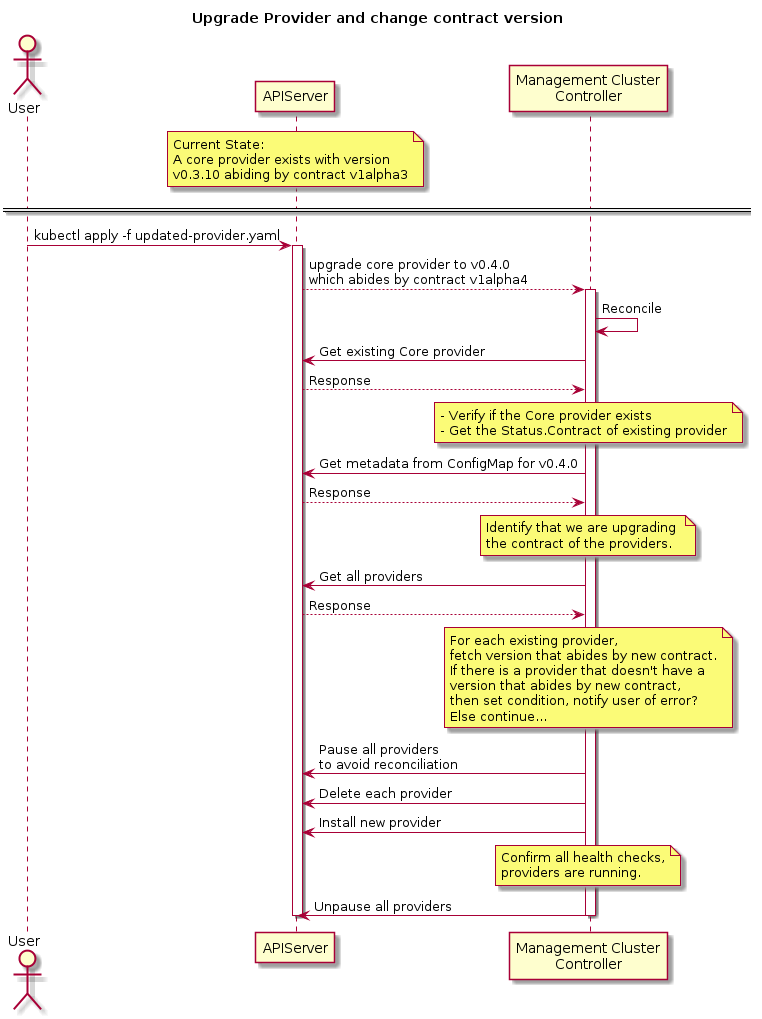 Upgrade Provider and change contract version
User
APIServer
Management Cluster
Controller
Current State:
A core provider exists with version
v0.3.10 abiding by contract v1alpha3
kubectl apply -f updated-provider.yaml
upgrade core provider to v0.4.0
which abides by contract v1alpha4
Reconcile
Get existing Core provider
Response
- Verify if the Core provider exists
- Get the Status.Contract of existing provider
Get metadata from ConfigMap for v0.4.0
Response
Identify that we are upgrading
the contract of the providers.
Get all providers
Response
For each existing provider,
fetch version that abides by new contract.
If there is a provider that doesn't have a
version that abides by new contract,
then set condition, notify user of error?
Else continue...
Pause all providers
to avoid reconciliation
Delete each provider
Install new provider
Confirm all health checks,
providers are running.
Unpause all providers
User
APIServer
Management Cluster
Controller